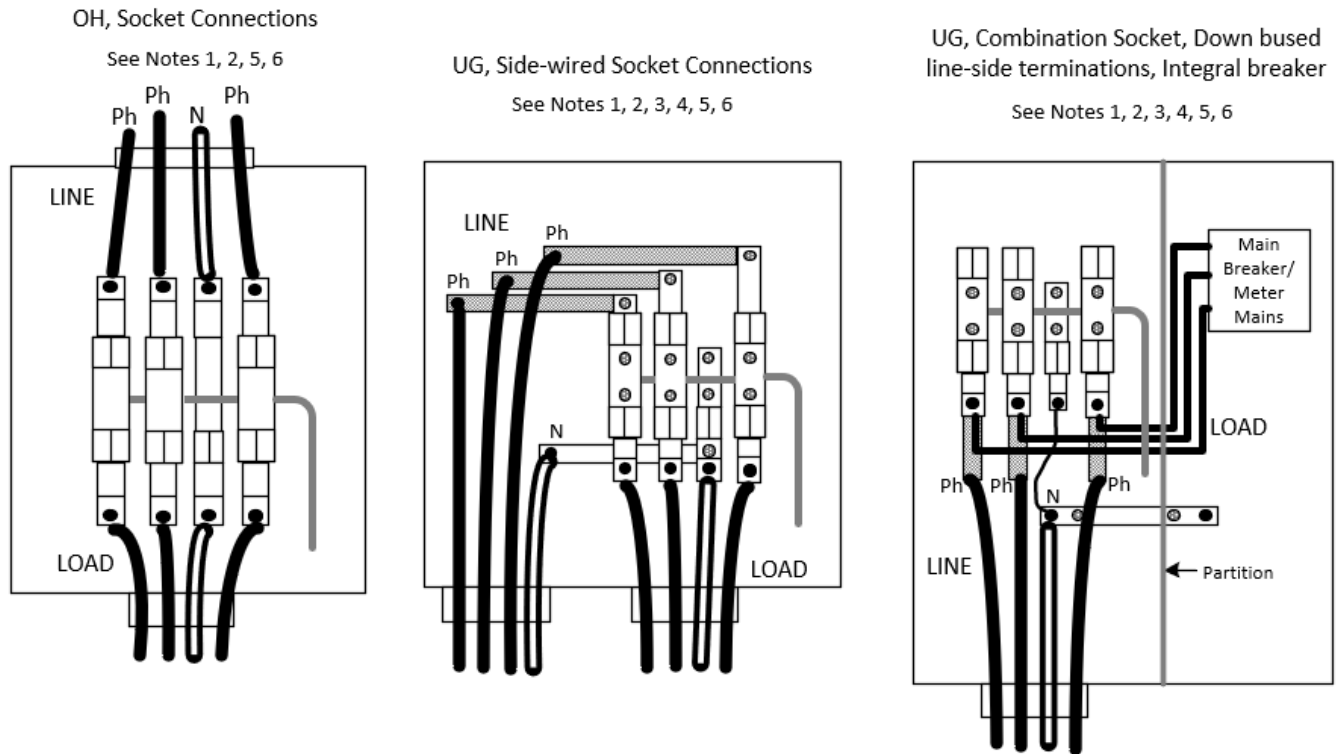 OH, Socket Connections
See Notes 1, 2, 5, 6
Ph
Ph
N
Ph
LINE
LOAD
UG, Side-wired Socket Connections
See Notes 1, 2, 3, 4, 5, 6
LINE
Ph
Ph
Ph
N
LOAD
UG, Combination Socket, Down bused
line-side terminations, Integral breaker
See Notes 1, 2, 3, 4, 5, 6
Main
Breaker/
Meter
Mains
LOAD
Ph
Ph
Ph
N
LINE
Partition